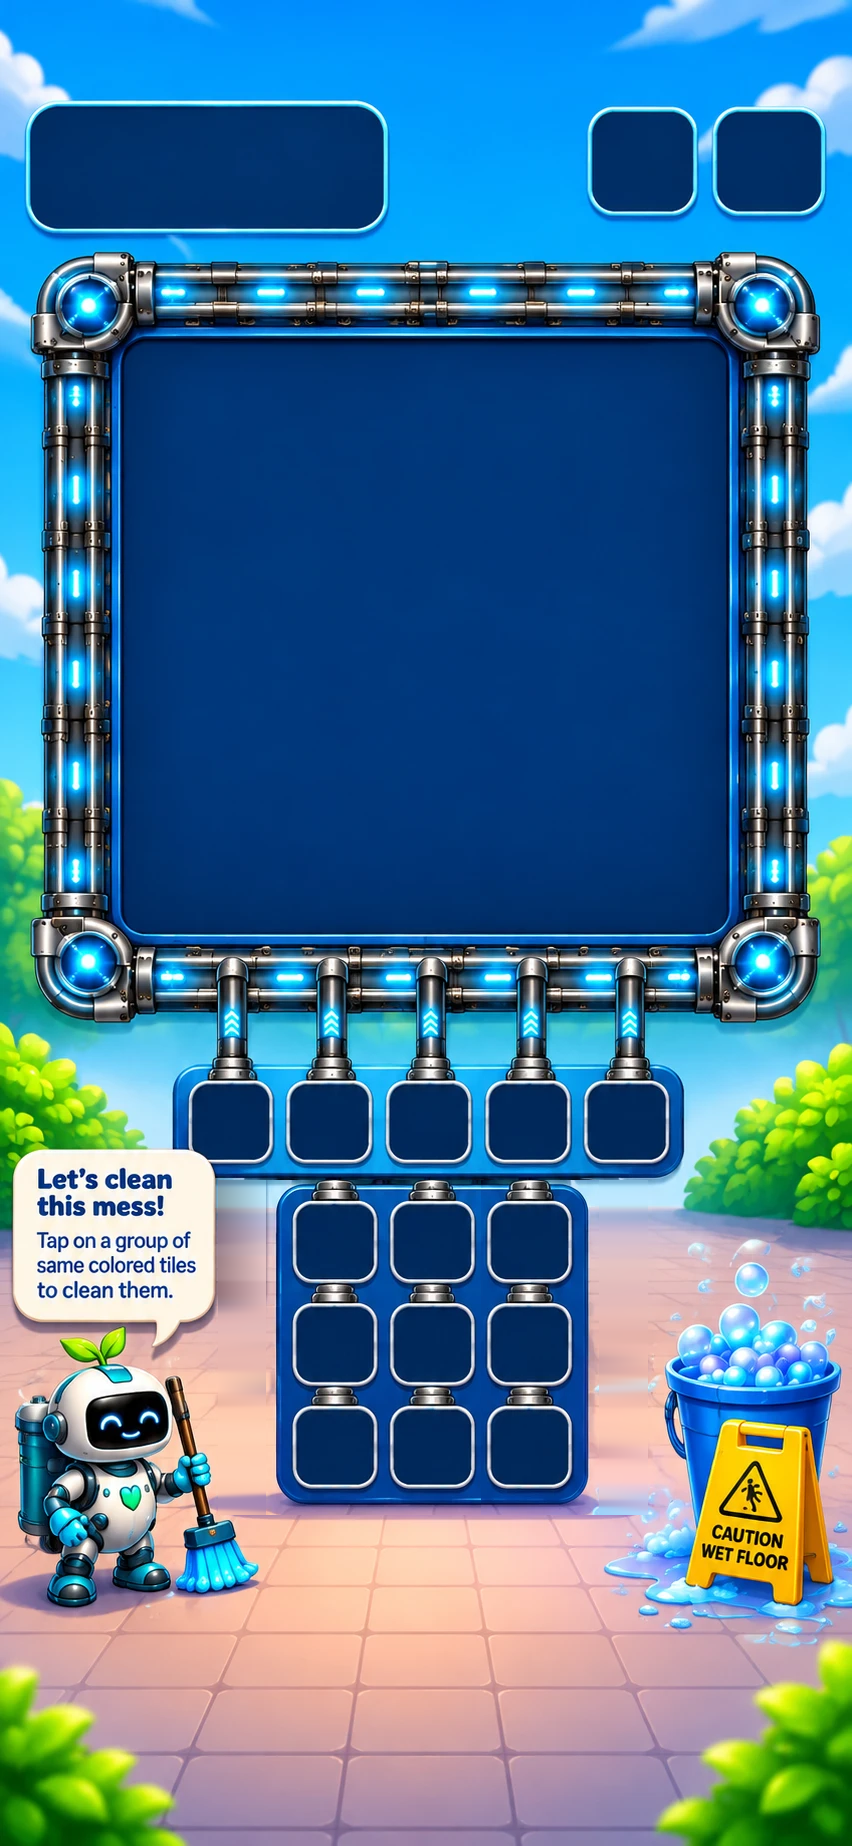 Let's clean
this mess!
Tap on a group of
same colored tiles
to clean them.
CAUTION
WET FLOOR